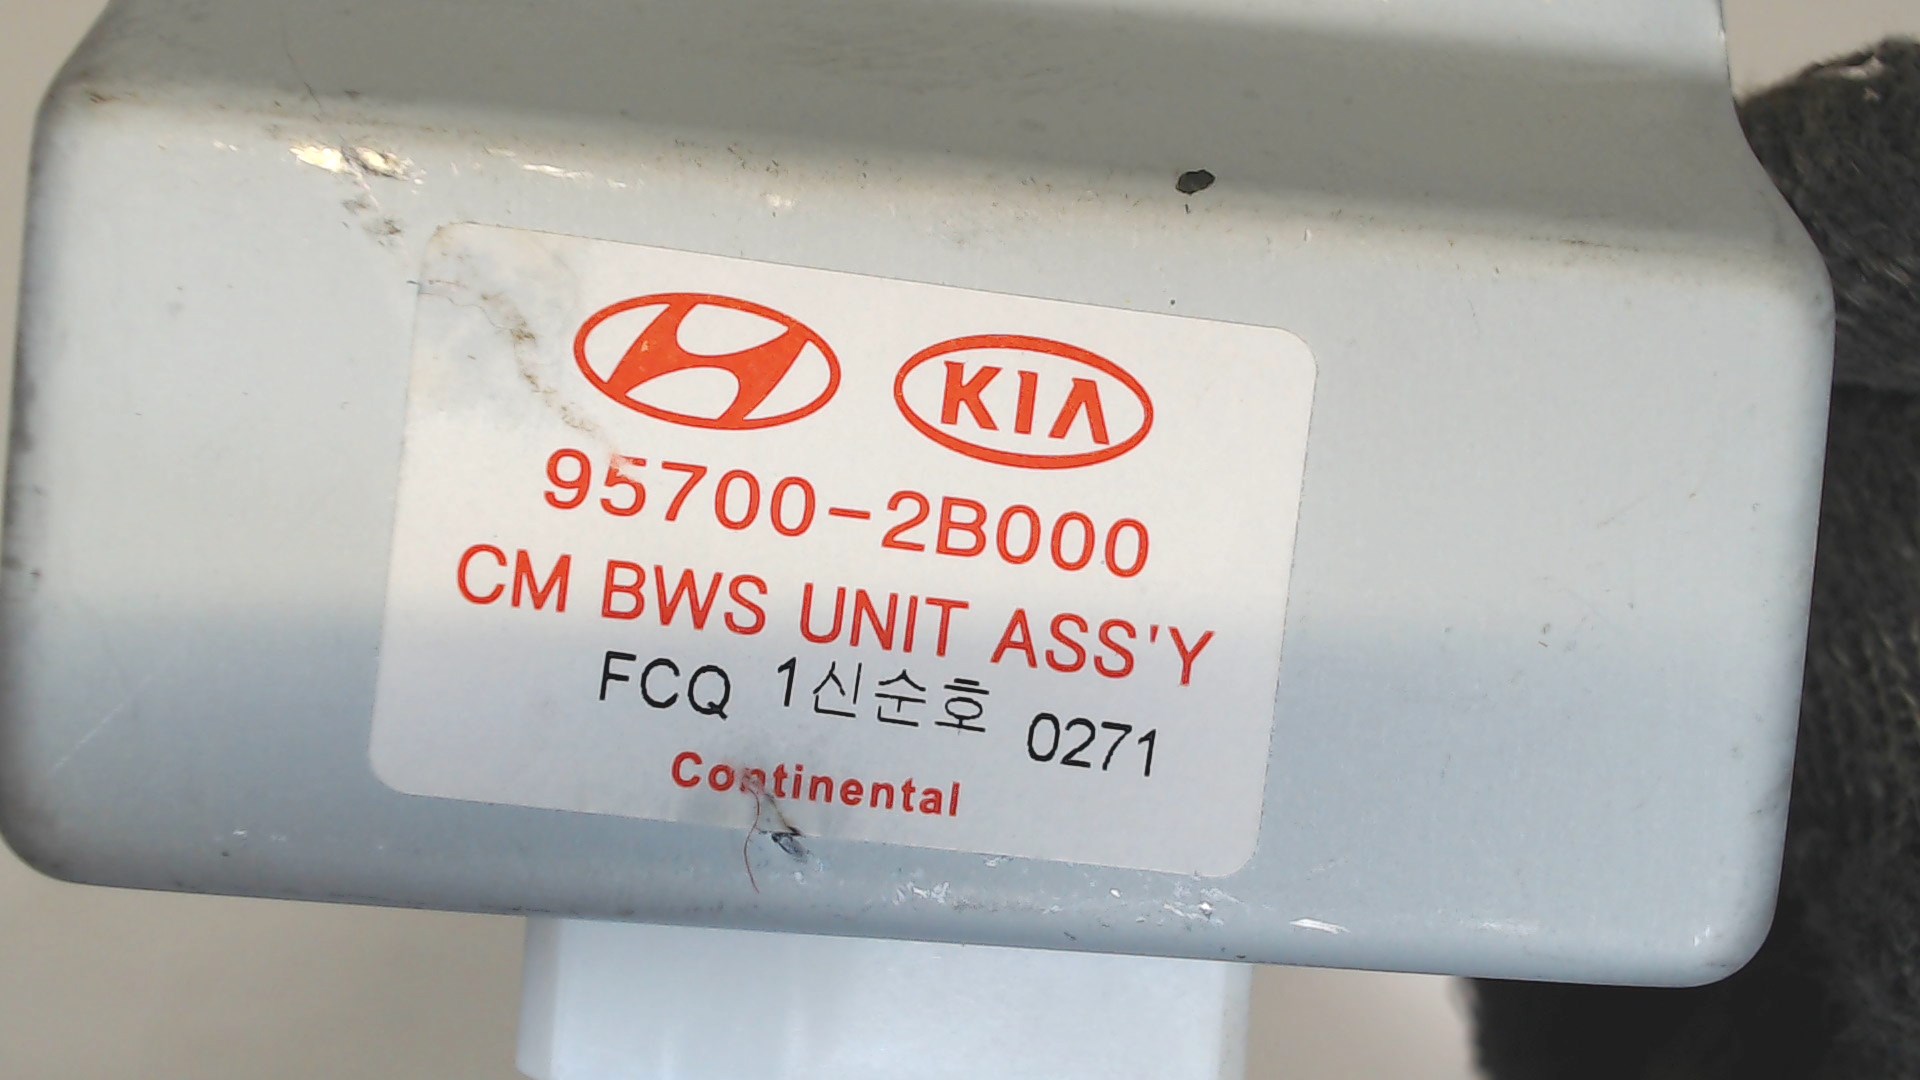 KIA
95700-2B000
CM BWS UNIT ASS'Y
FCQ 1신순호 0271
Continental